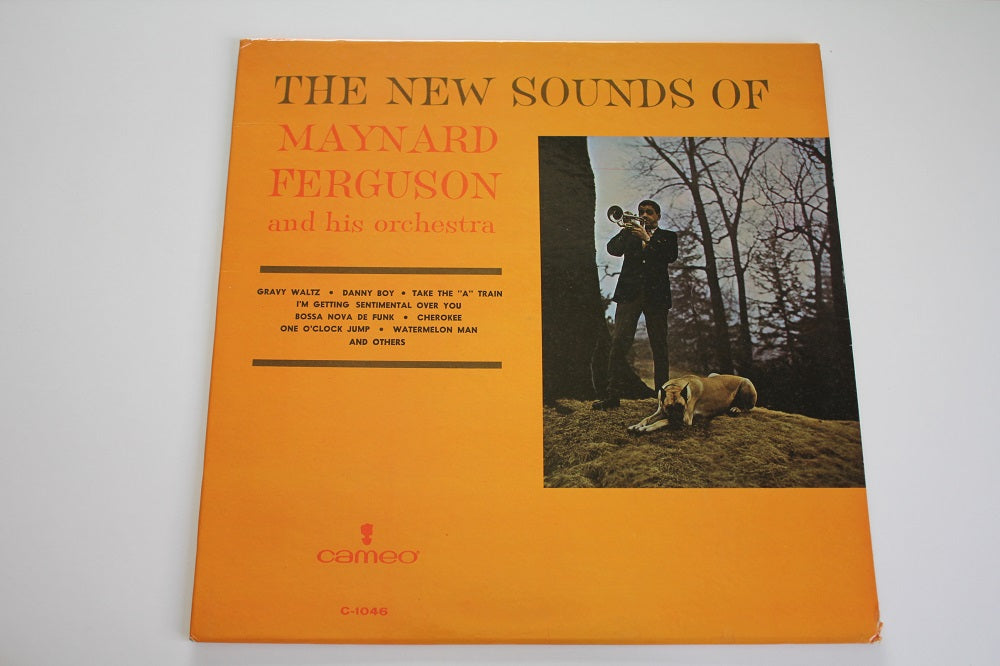 THE NEW SOUNDS OF
MAYNARD
FERGUSON
and his orchestra
GRAVY WALTZ • DANNY BOY • TAKE THE "A" TRAIN
I'M GETTING SENTIMENTAL OVER YOU
BOSSA NOVA DE FUNK • CHEROKEE
ONE O'CLOCK JUMP • WATERMELON MAN
AND OTHERS
cameo®
C-1046